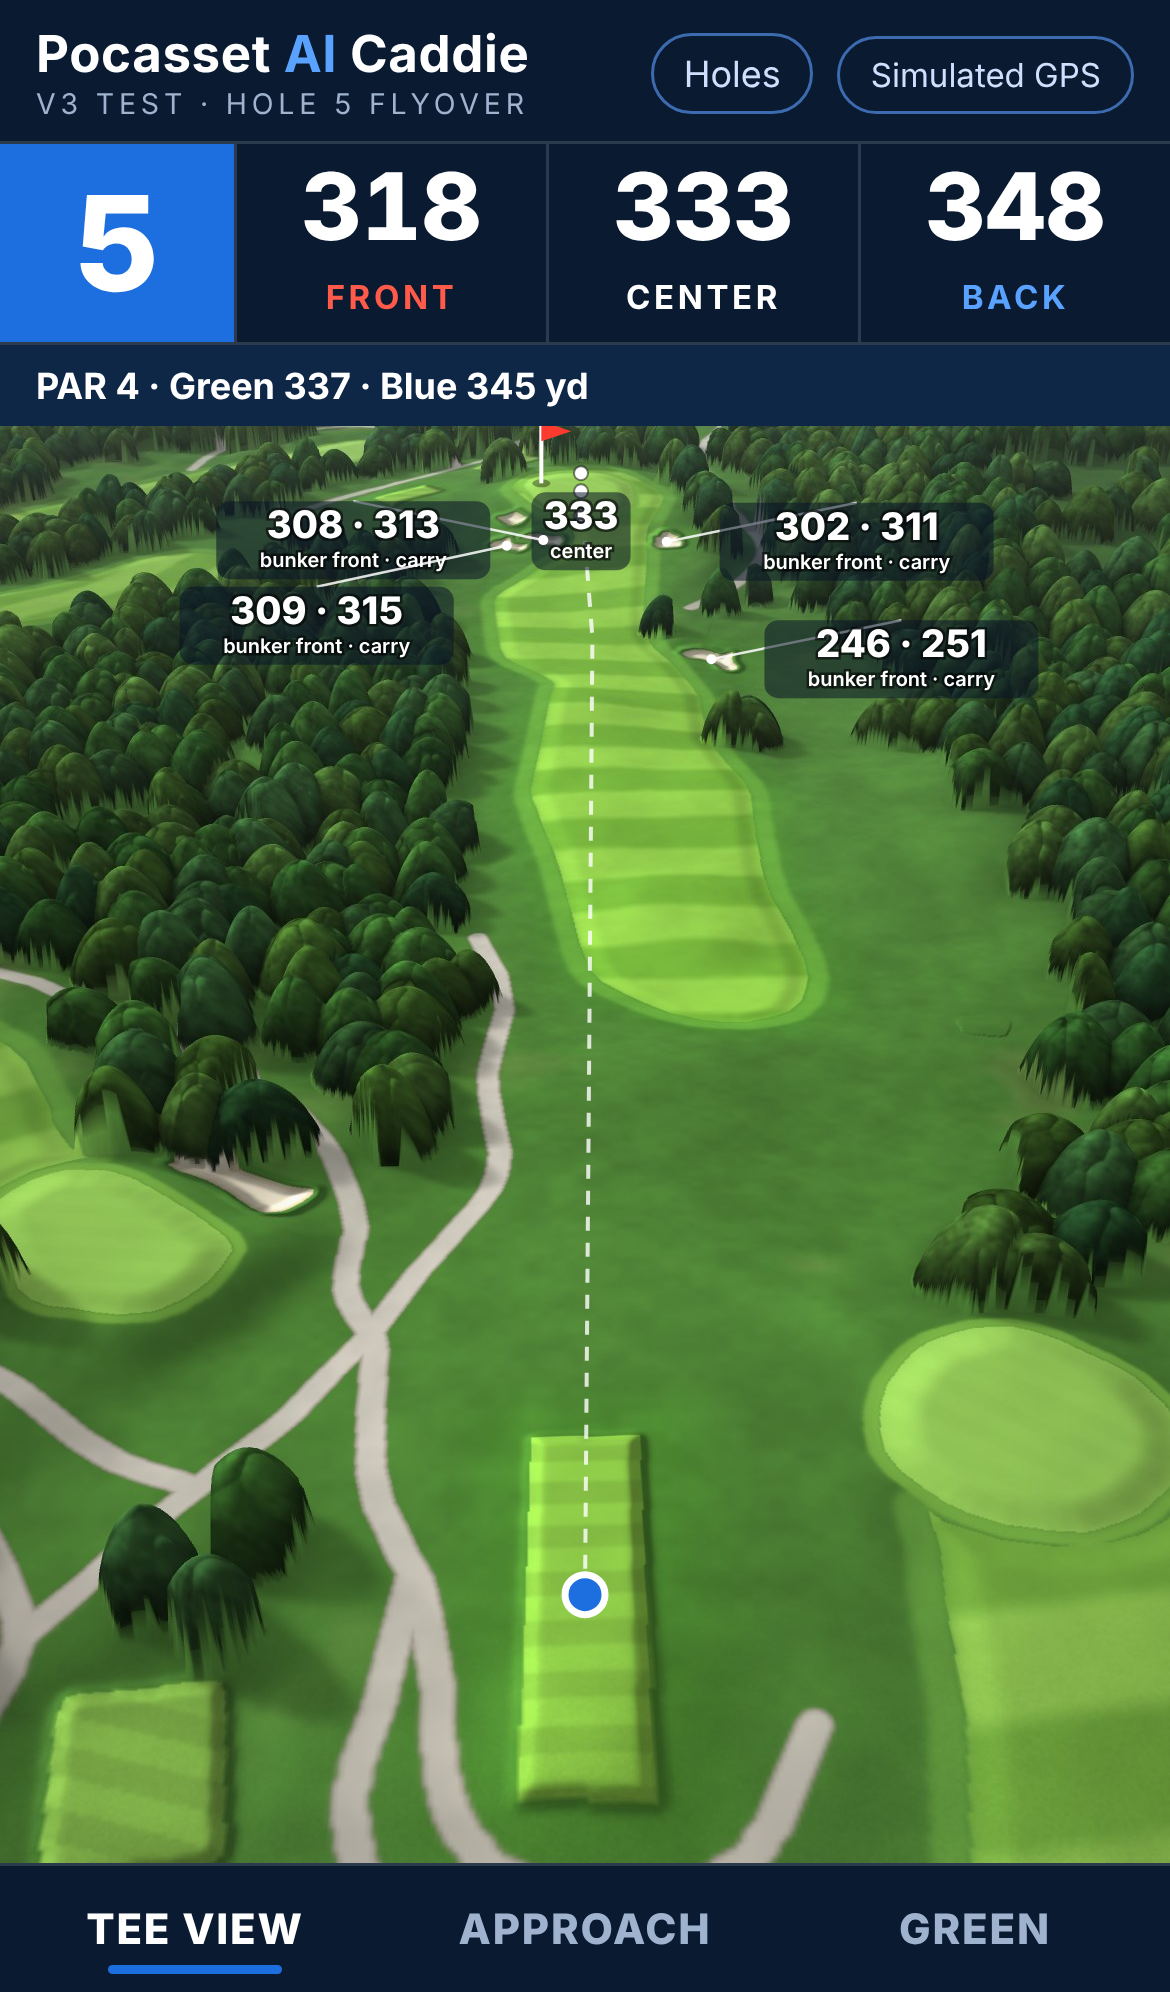 Pocasset AI Caddie
V3 TEST · HOLE 5 FLYOVER
Holes
Simulated GPS
5
318
FRONT
333
CENTER
348
BACK
PAR 4 · Green 337 · Blue 345 yd
308 · 313
bunker front · carry
333
center
302 · 311
bunker front · carry
309 · 315
bunker front · carry
246 · 251
bunker front · carry
TEE VIEW
APPROACH
GREEN